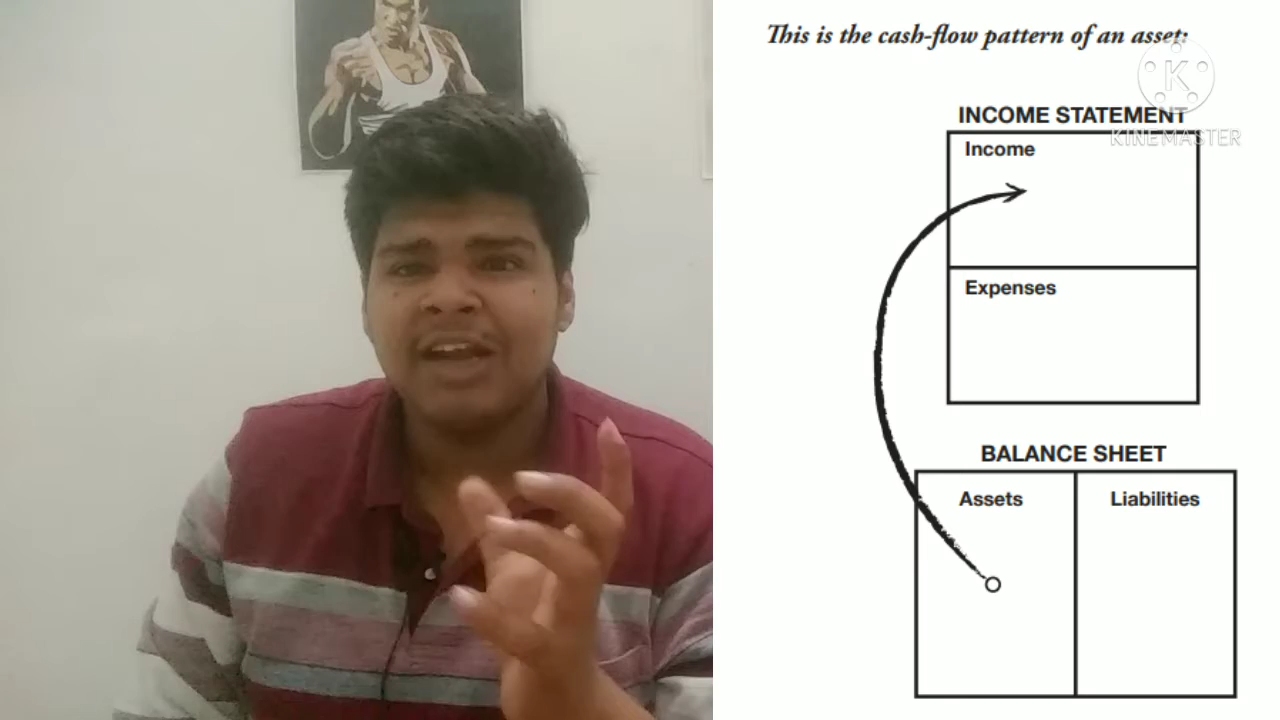 This is the cash-flow pattern of an asset:
K
INCOME STATEMENT
KINEMASTER
Income
Expenses
BALANCE SHEET
Assets
Liabilities